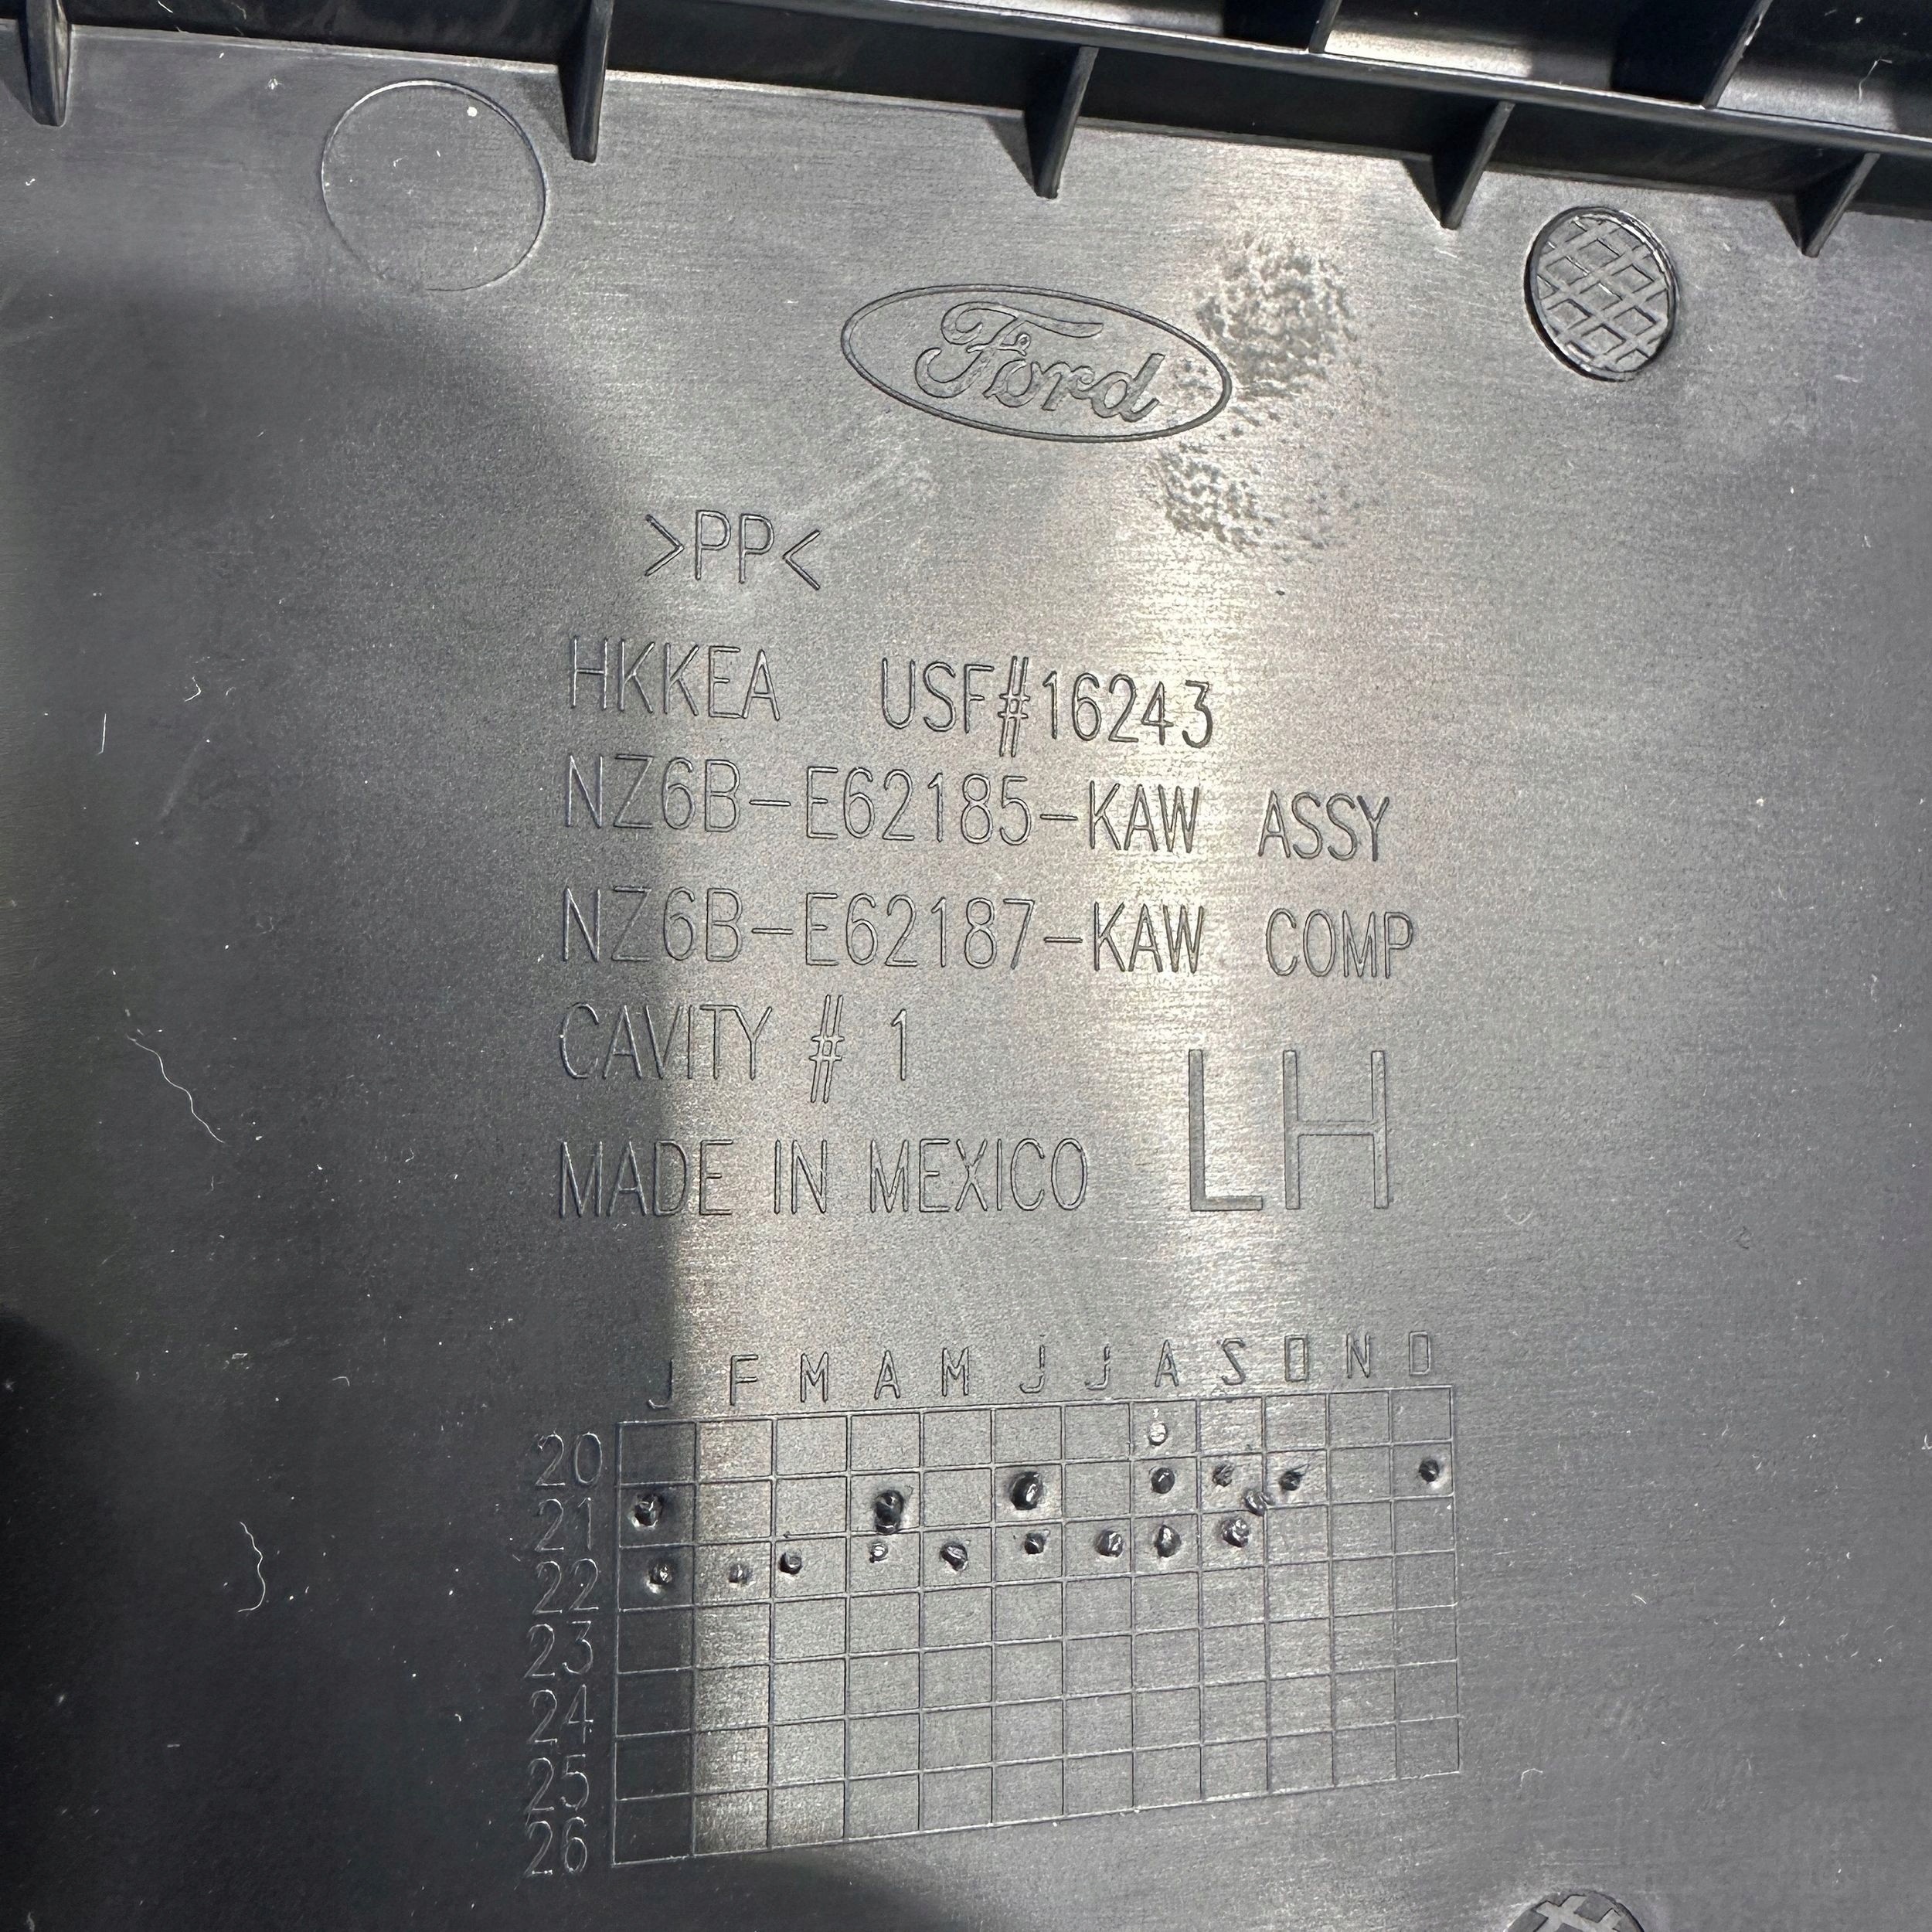 Ford
>PP<
HKKEA USF#16243
NZ6B-E62185-KAW ASSY
NZ6B-E62187-KAW COMP
CAVITY # 1
MADE IN MEXICO LH
J F M A M J J A S O N D
20
21
22
23
24
25
26